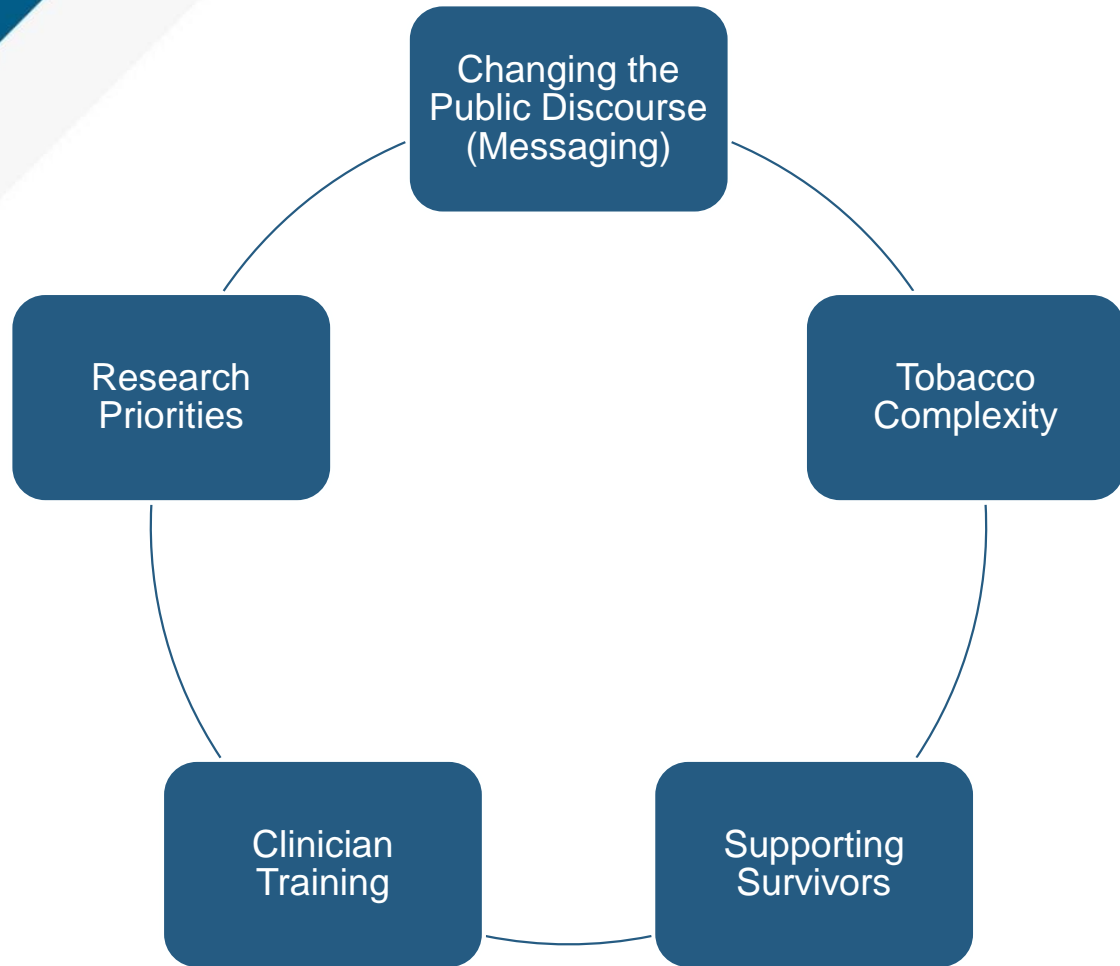 Changing the
Public Discourse
(Messaging)
Research
Priorities
Tobacco
Complexity
Clinician
Training
Supporting
Survivors